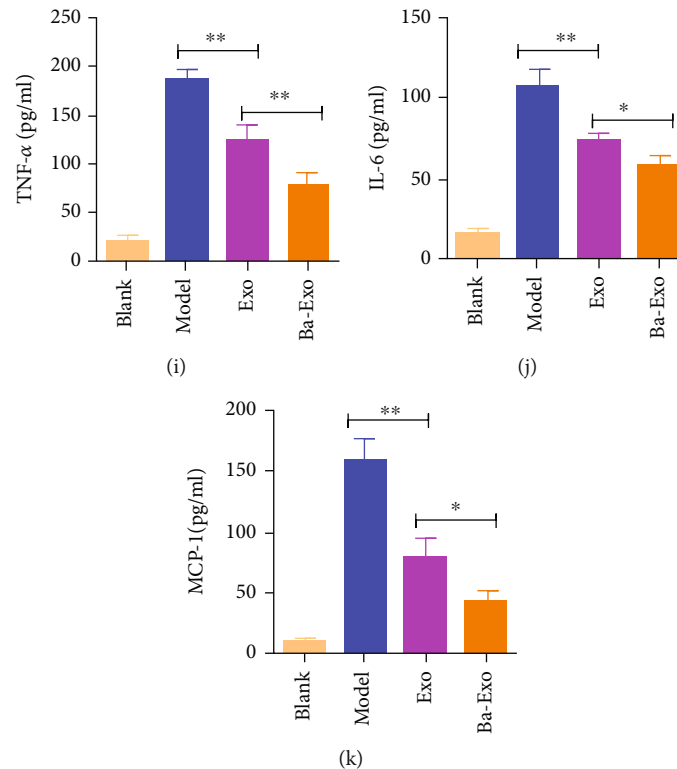 TNF-α (pg/ml)
250
200
150
100
50
0
**
**
Blank
Model
Exo
Ba-Exo
(i)
IL-6 (pg/ml)
150
100
50
0
**
*
Blank
Model
Exo
Ba-Exo
(j)
MCP-1(pg/ml)
200
150
100
50
0
**
*
Blank
Model
Exo
Ba-Exo
(k)